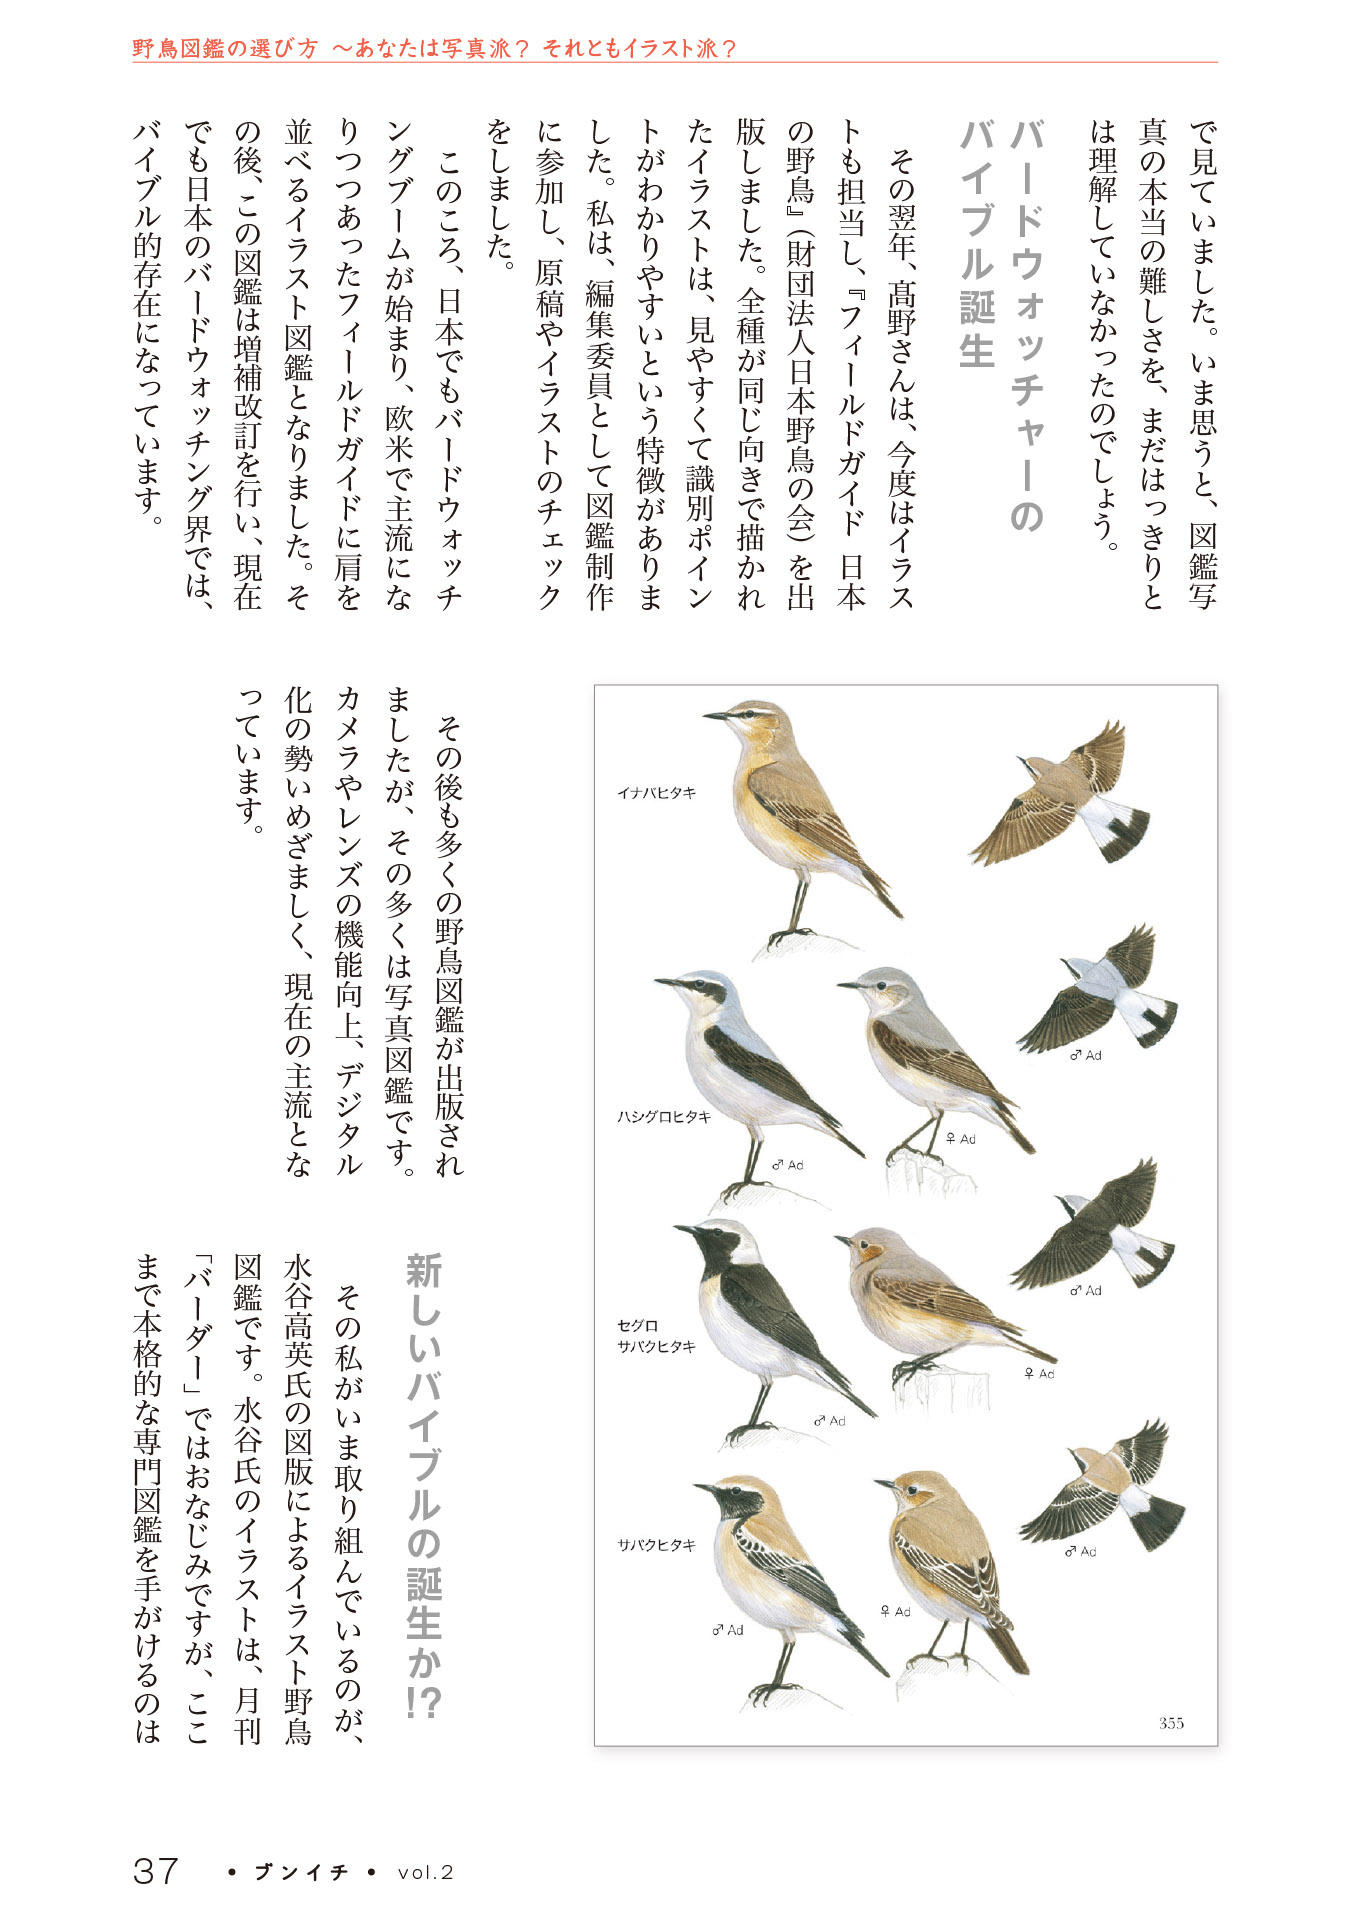 野鳥図鑑の選び方 〜あなたは写真派？ それともイラスト派？
で見ていました。いま思うと、図鑑写
真の本当の難しさを、まだはっきりと
は理解していなかったのでしょう。
バードウォッチャーの
バイブル誕生
その翌年、髙野さんは、今度はイラス
トも担当し、『フィールドガイド 日本
の野鳥』（財団法人日本野鳥の会）を出
版しました。全種が同じ向きで描かれ
たイラストは、見やすくて識別ポイン
トがわかりやすいという特徴がありま
した。私は、編集委員として図鑑制作
に参加し、原稿やイラストのチェック
をしました。
このころ、日本でもバードウォッチ
ングブームが始まり、欧米で主流にな
りつつあったフィールドガイドに肩を
並べるイラスト図鑑となりました。そ
の後、この図鑑は増補改訂を行い、現在
でも日本のバードウォッチング界では、
バイブル的存在になっています。
イナバヒタキ
♂ Ad
ハシグロヒタキ
♂ Ad
♀ Ad
♂ Ad
セグロ
サバクヒタキ
♂ Ad
♀ Ad
サバクヒタキ
♂ Ad
♀ Ad
♂ Ad
355
その後も多くの野鳥図鑑が出版され
ましたが、その多くは写真図鑑です。
カメラやレンズの機能向上、デジタル
化の勢いめざましく、現在の主流とな
っています。
新しいバイブルの誕生か!?
その私がいま取り組んでいるのが、
水谷高英氏の図版によるイラスト野鳥
図鑑です。水谷氏のイラストは、月刊
「バーダー」ではおなじみですが、ここ
まで本格的な専門図鑑を手がけるのは
37 • ブンイチ • vol.2